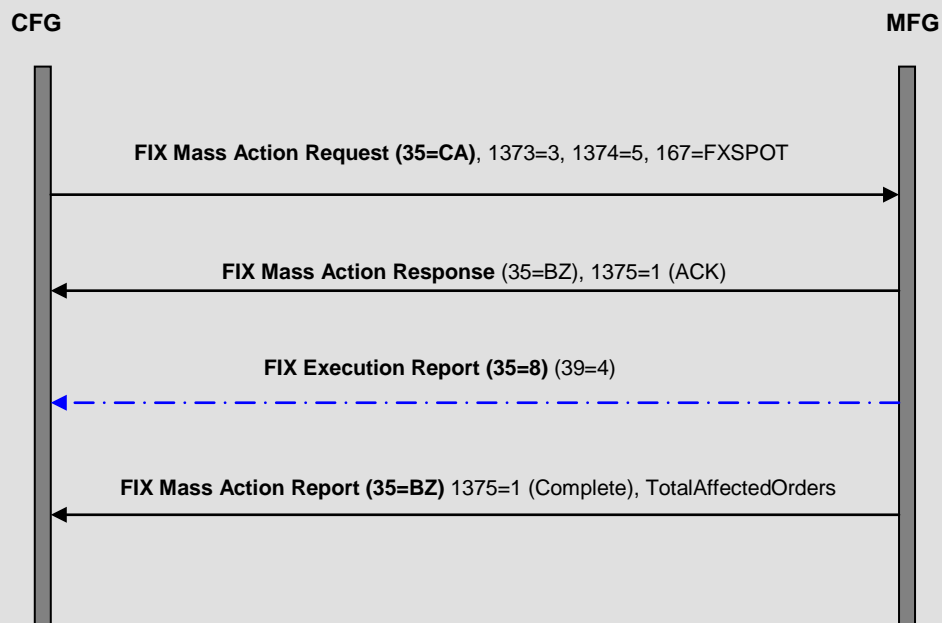 CFG
MFG
FIX Mass Action Request (35=CA), 1373=3, 1374=5, 167=FXSPOT
FIX Mass Action Response (35=BZ), 1375=1 (ACK)
FIX Execution Report (35=8) (39=4)
FIX Mass Action Report (35=BZ) 1375=1 (Complete), TotalAffectedOrders